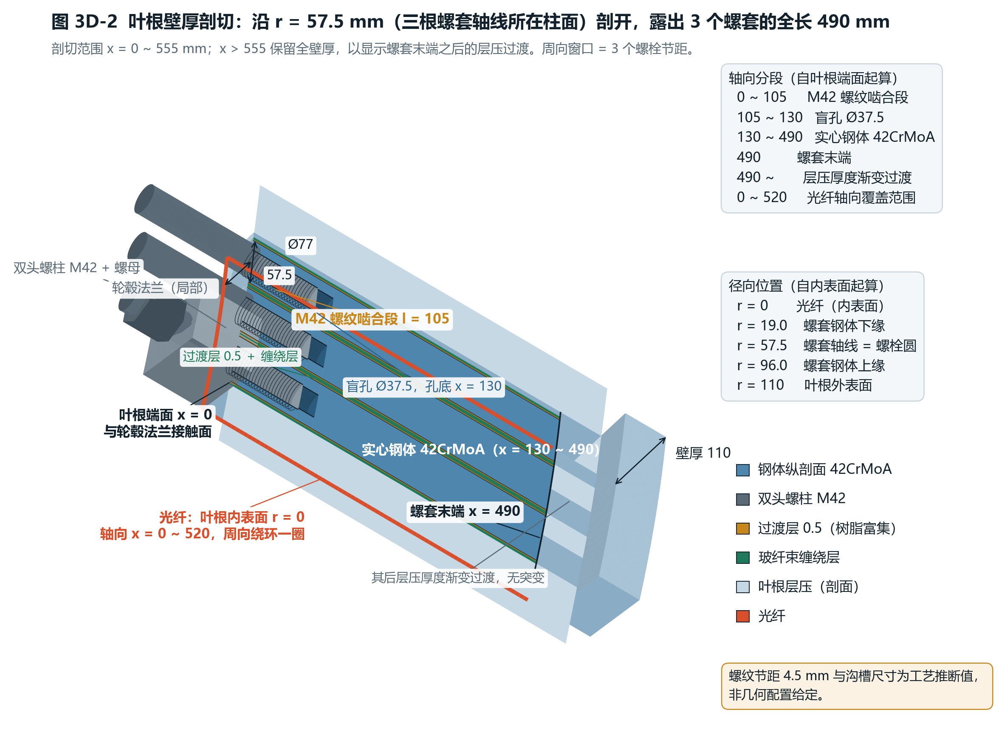 图 3D-2 叶根壁厚剖切：沿 r = 57.5 mm（三根螺套轴线所在柱面）剖开，露出 3 个螺套的全长 490 mm
剖切范围 x = 0 ~ 555 mm；x > 555 保留全壁厚，以显示螺套末端之后的层压过渡。周向窗口 = 3 个螺栓节距。
轴向分段（自叶根端面起算）
0 ~ 105 M42 螺纹啮合段
105 ~ 130 盲孔 Ø37.5
130 ~ 490 实心钢体 42CrMoA
490 螺套末端
490 ~ 层压厚度渐变过渡
0 ~ 520 光纤轴向覆盖范围
Ø77
57.5
双头螺柱 M42 + 螺母
轮毂法兰（局部）
M42 螺纹啮合段 l = 105
过渡层 0.5 + 缠绕层
盲孔 Ø37.5，孔底 x = 130
叶根端面 x = 0
与轮毂法兰接触面
实心钢体 42CrMoA（x = 130 ~ 490）
壁厚 110
光纤：叶根内表面 r = 0
轴向 x = 0 ~ 520，周向绕环一圈
螺套末端 x = 490
其后层压厚度渐变过渡，无突变
径向位置（自内表面起算）
r = 0 光纤（内表面）
r = 19.0 螺套钢体下缘
r = 57.5 螺套轴线 = 螺栓圆
r = 96.0 螺套钢体上缘
r = 110 叶根外表面
钢体纵剖面 42CrMoA
双头螺柱 M42
过渡层 0.5（树脂富集）
玻纤束缠绕层
叶根层压（剖面）
光纤
螺纹节距 4.5 mm 与沟槽尺寸为工艺推断值，
非几何配置给定。